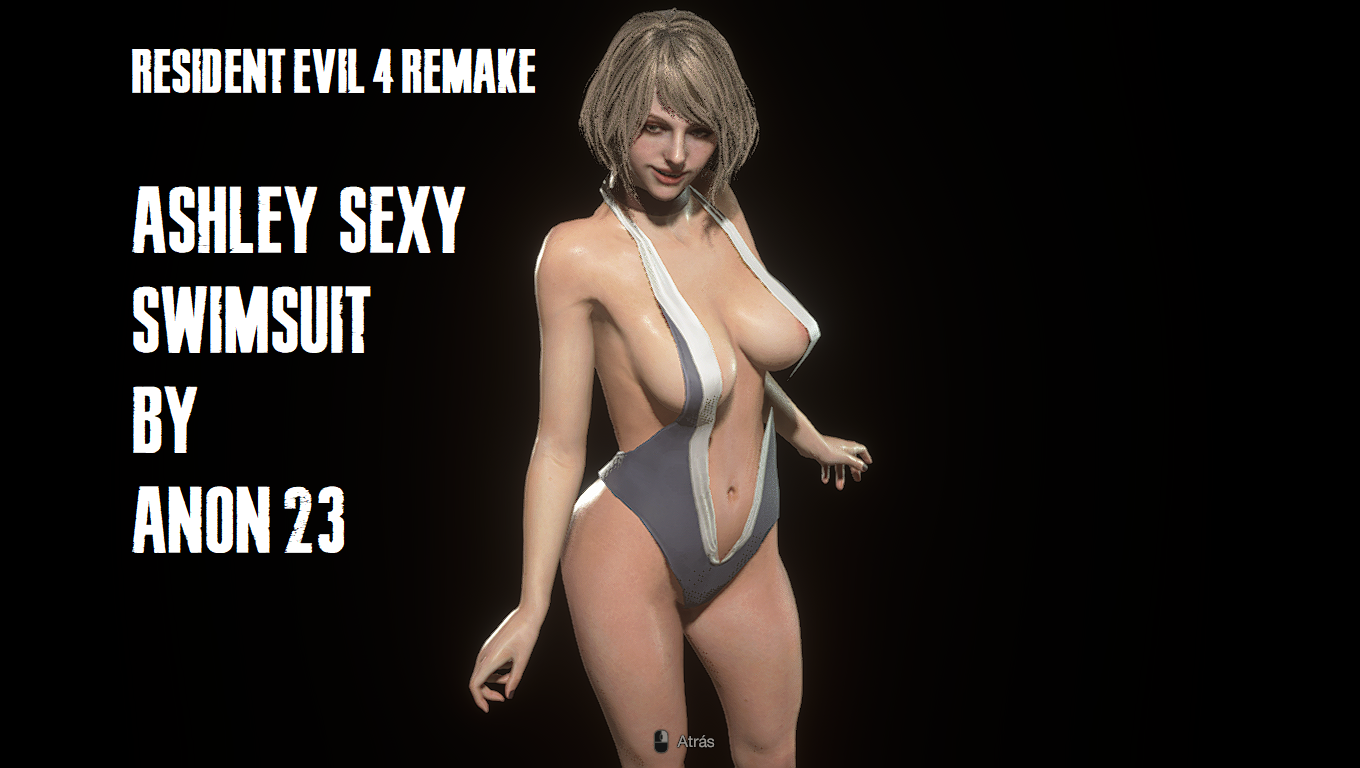 RESIDENT EVIL 4 REMAKE
ASHLEY SEXY
SWIMSUIT
BY
ANON 23
Atrás